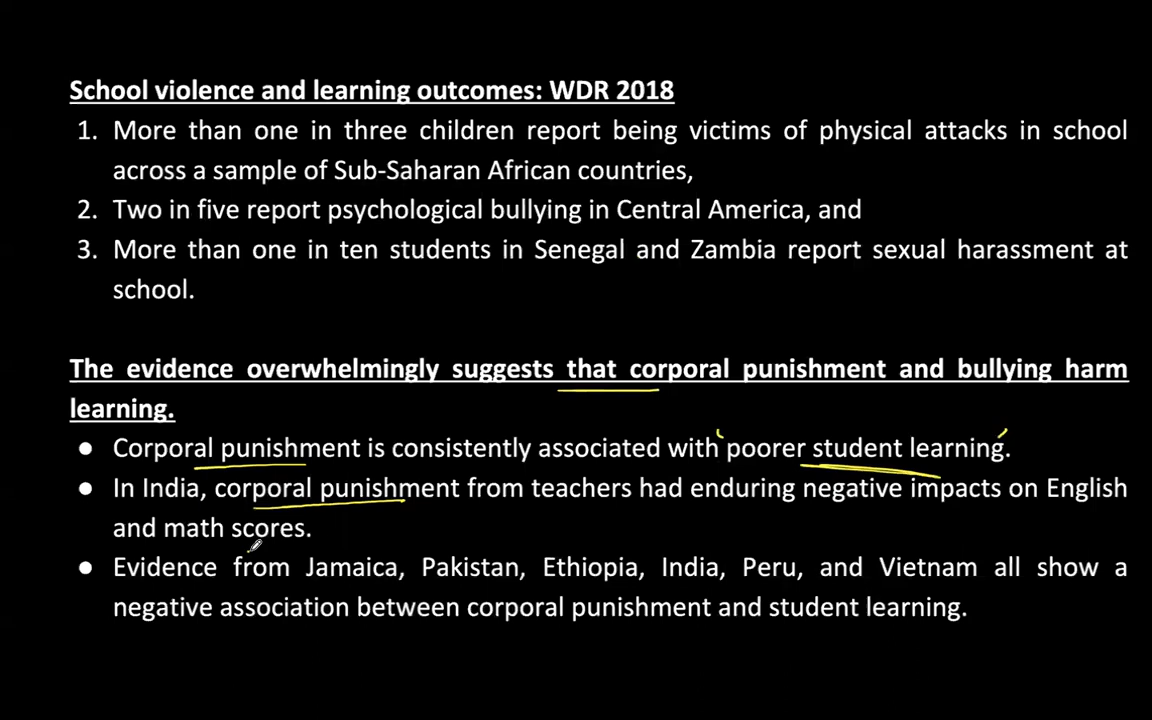 School violence and learning outcomes: WDR 2018
1. More than one in three children report being victims of physical attacks in school
across a sample of Sub-Saharan African countries,
2. Two in five report psychological bullying in Central America, and
3. More than one in ten students in Senegal and Zambia report sexual harassment at
school.
The evidence overwhelmingly suggests that corporal punishment and bullying harm
learning.
● Corporal punishment is consistently associated with poorer student learning.
● In India, corporal punishment from teachers had enduring negative impacts on English
and math scores.
● Evidence from Jamaica, Pakistan, Ethiopia, India, Peru, and Vietnam all show a
negative association between corporal punishment and student learning.